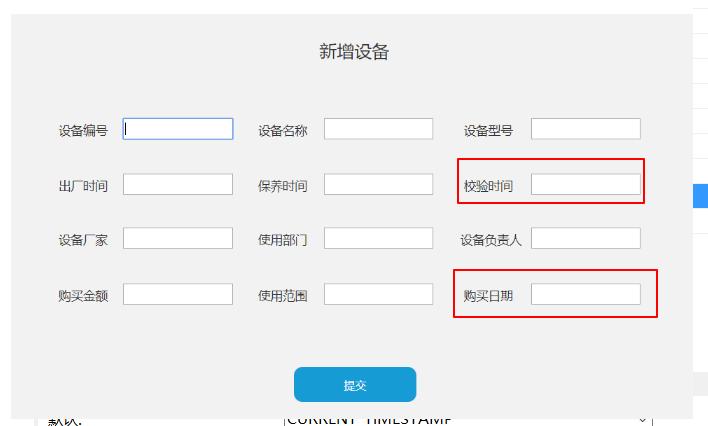 新增设备
设备编号 设备名称 设备型号
出厂时间 保养时间 校验时间
设备厂家 使用部门 设备负责人
购买金额 使用范围 购买日期
提交
默认: CURRENT_TIMESTAMP